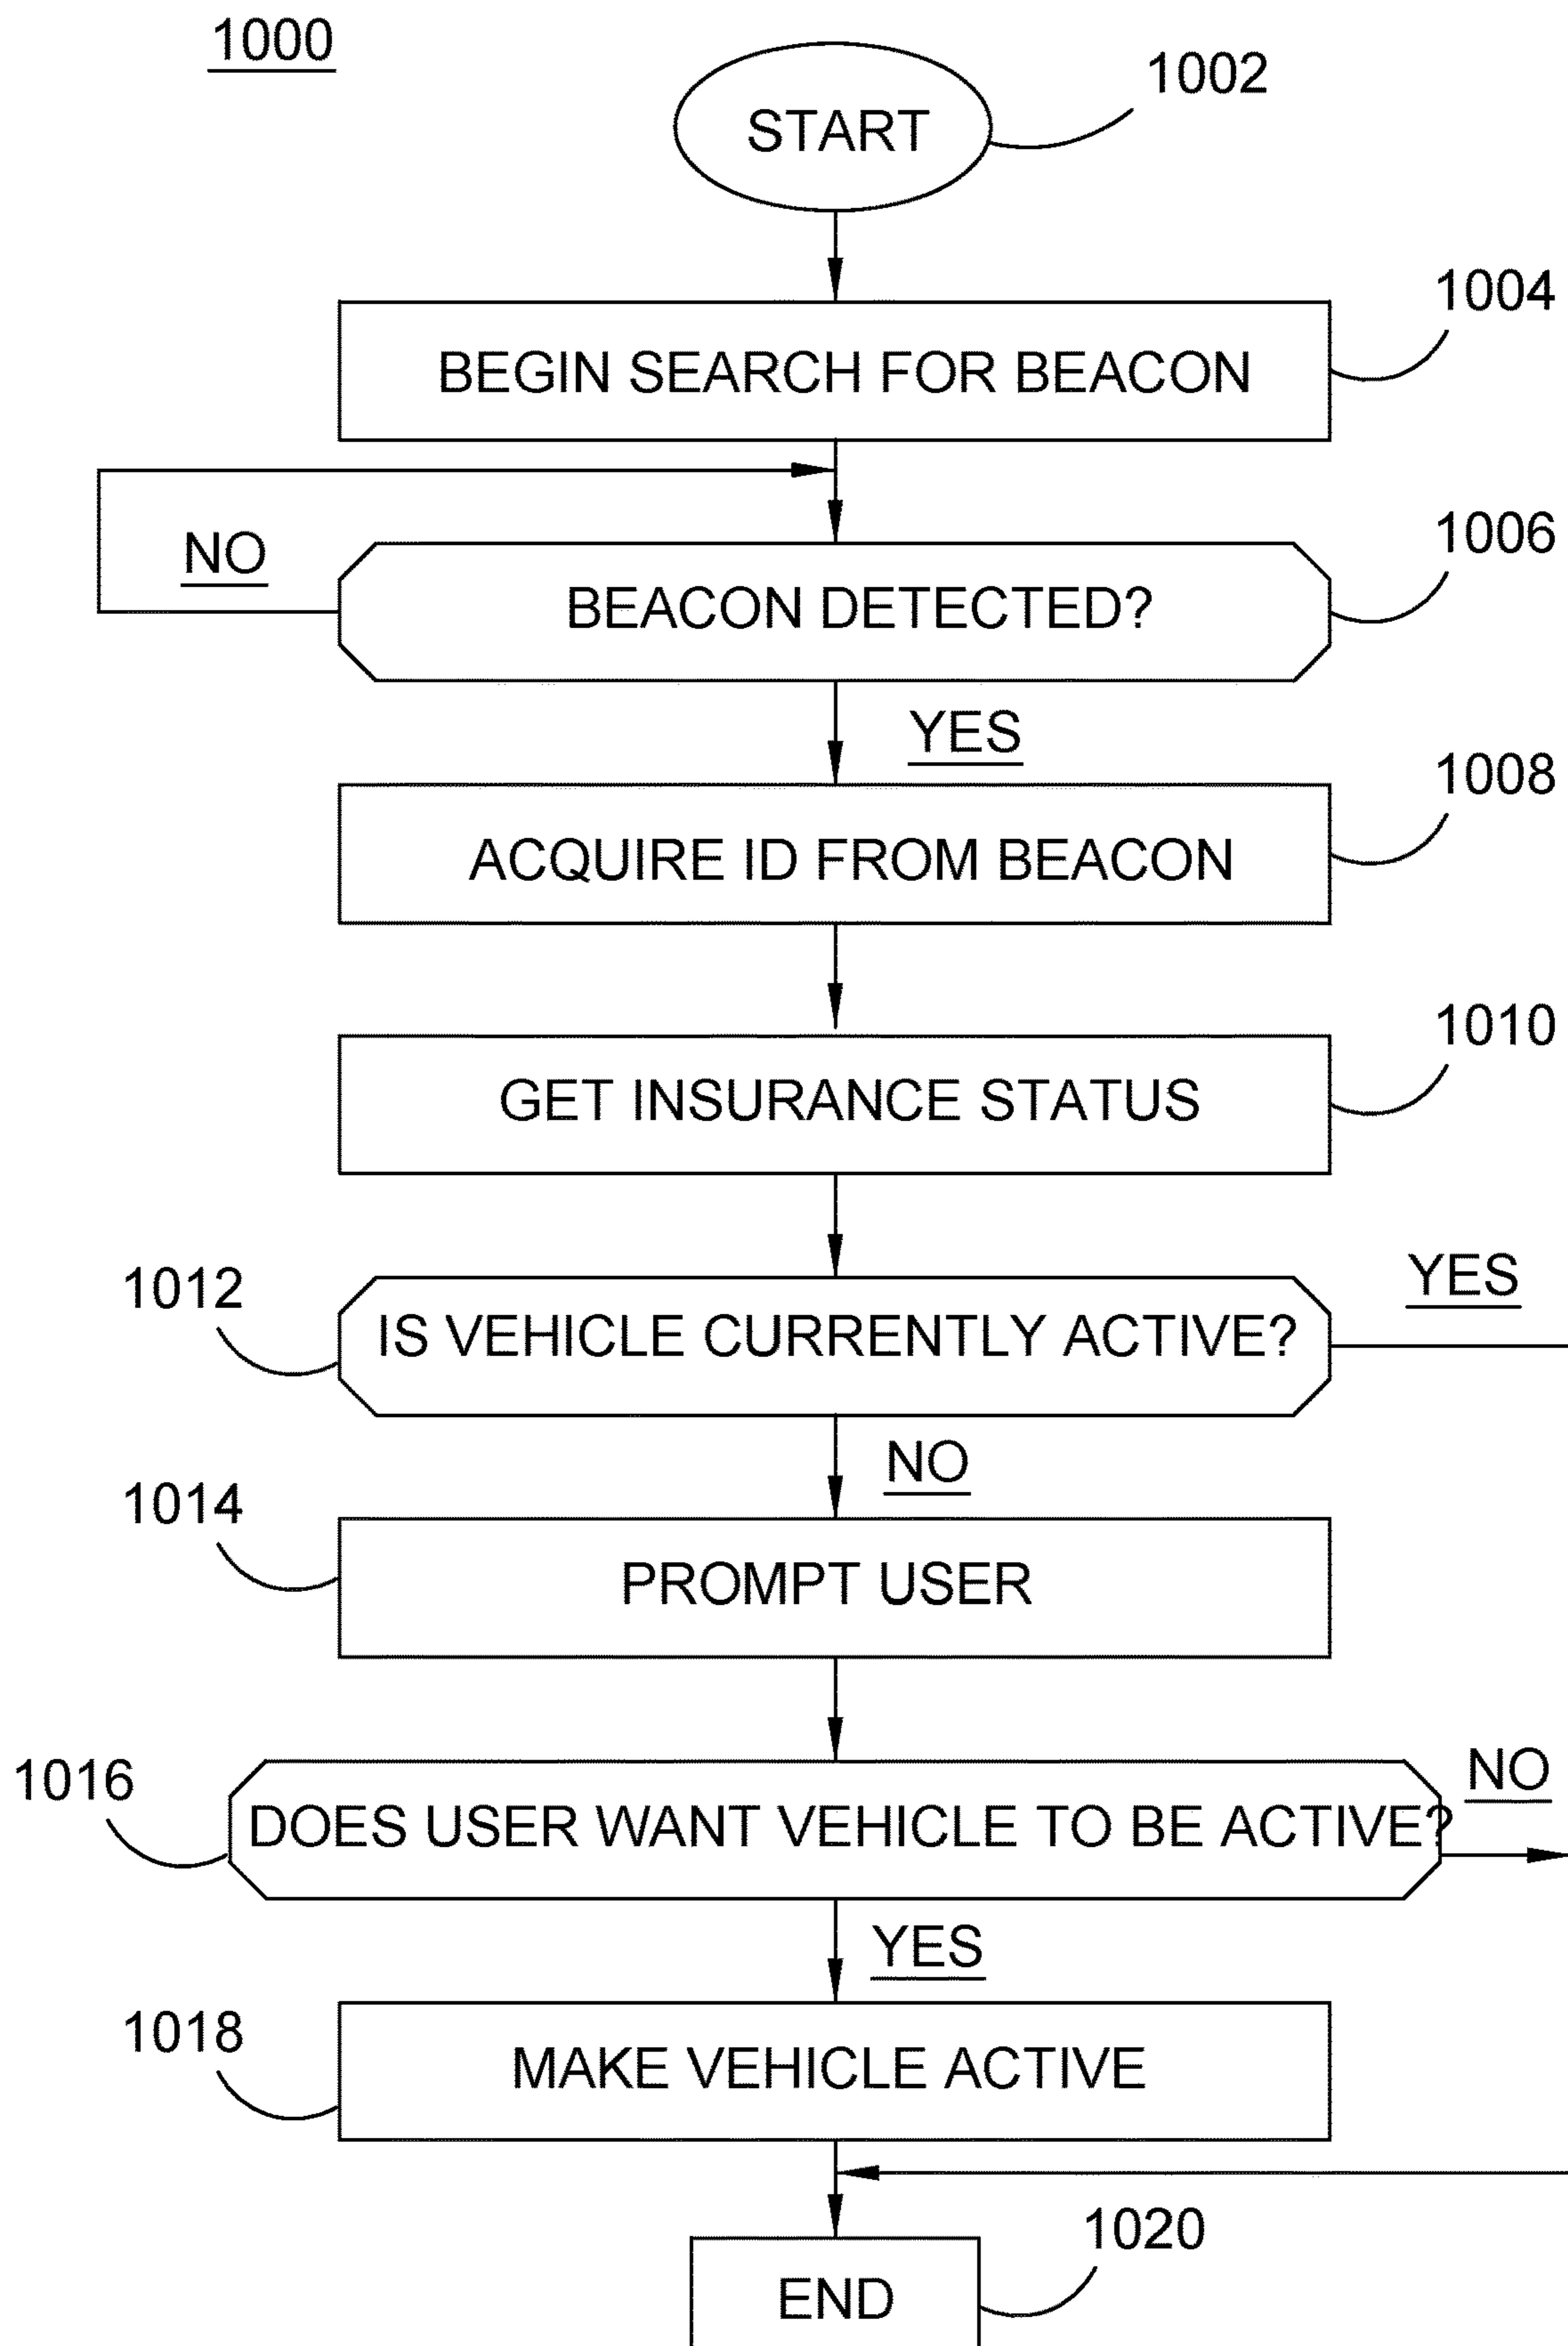 1000
START
1002
BEGIN SEARCH FOR BEACON
1004
NO
BEACON DETECTED?
1006
YES
ACQUIRE ID FROM BEACON
1008
GET INSURANCE STATUS
1010
1012
IS VEHICLE CURRENTLY ACTIVE?
YES
NO
1014
PROMPT USER
1016
DOES USER WANT VEHICLE TO BE ACTIVE?
NO
YES
1018
MAKE VEHICLE ACTIVE
1020
END